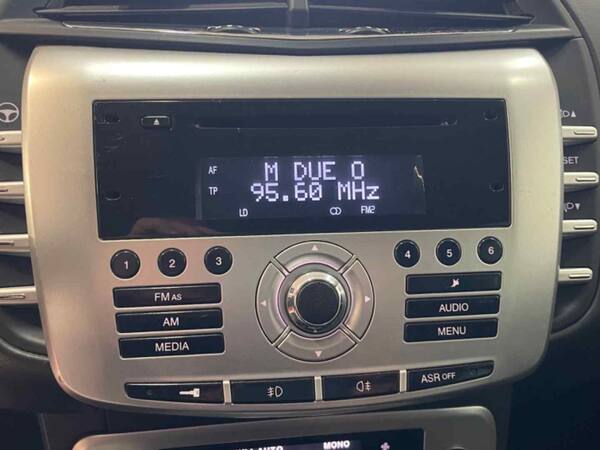 AF M DUE O
TP 95.60 MHz
LD FM2
SET
1 2 3 4 5 6
FM AS
AM AUDIO
MEDIA MENU
ASR OFF
AUTO MONO